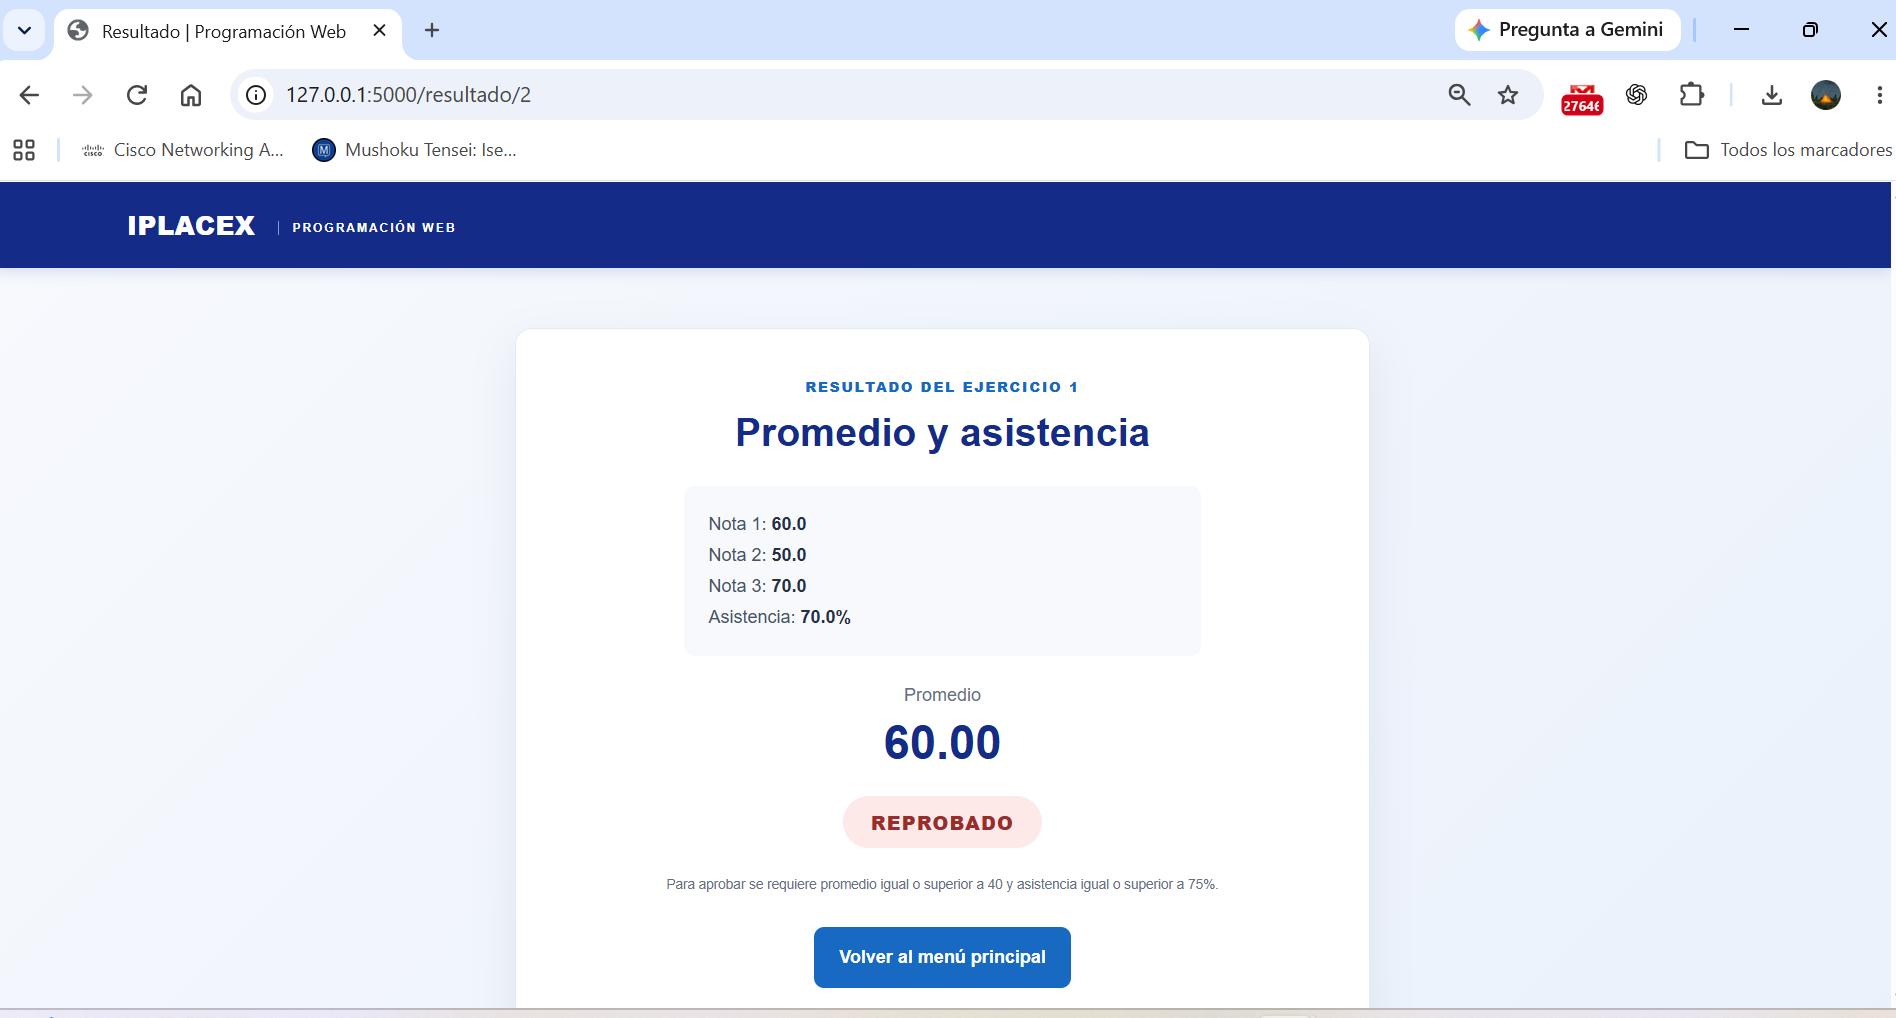 Resultado | Programación Web
Pregunta a Gemini
127.0.0.1:5000/resultado/2
27646
Cisco Networking A...
Mushoku Tensei: Ise...
Todos los marcadores
IPLACEX | PROGRAMACIÓN WEB
RESULTADO DEL EJERCICIO 1
Promedio y asistencia
Nota 1: 60.0
Nota 2: 50.0
Nota 3: 70.0
Asistencia: 70.0%
Promedio
60.00
REPROBADO
Para aprobar se requiere promedio igual o superior a 40 y asistencia igual o superior a 75%.
Volver al menú principal